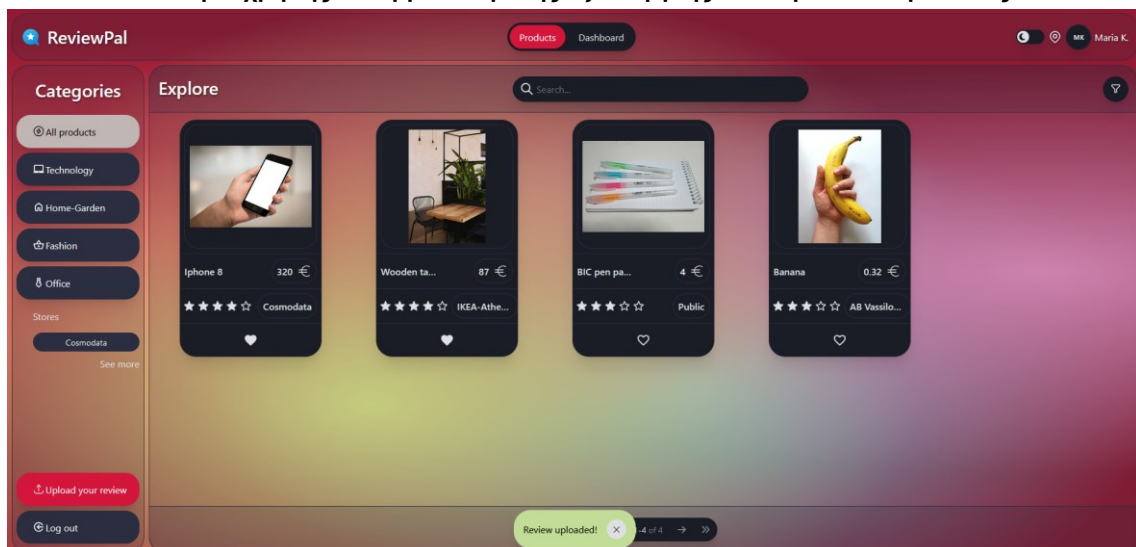 ReviewPal
Products
Dashboard
MK
Maria K.
Categories
Explore
Search...
All products
Technology
Home-Garden
Fashion
Office
Stores
Cosmodata
See more
Iphone 8
320 €
Cosmodata
Wooden ta...
87 €
IKEA-Athe...
BIC pen pa...
4 €
Public
Banana
0.32 €
AB Vassilo...
Upload your review
Log out
Review uploaded!
-4 of 4